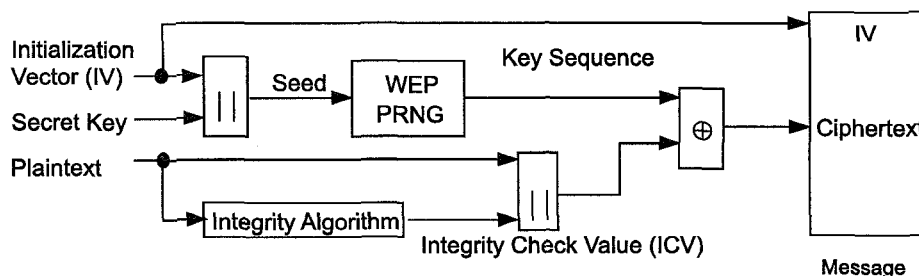 IV
Initialization
Vector (IV)
Key Sequence
Seed
WEP
PRNG
||
Secret Key
⊕
Ciphertext
Plaintext
||
Integrity Algorithm
Integrity Check Value (ICV)
Message